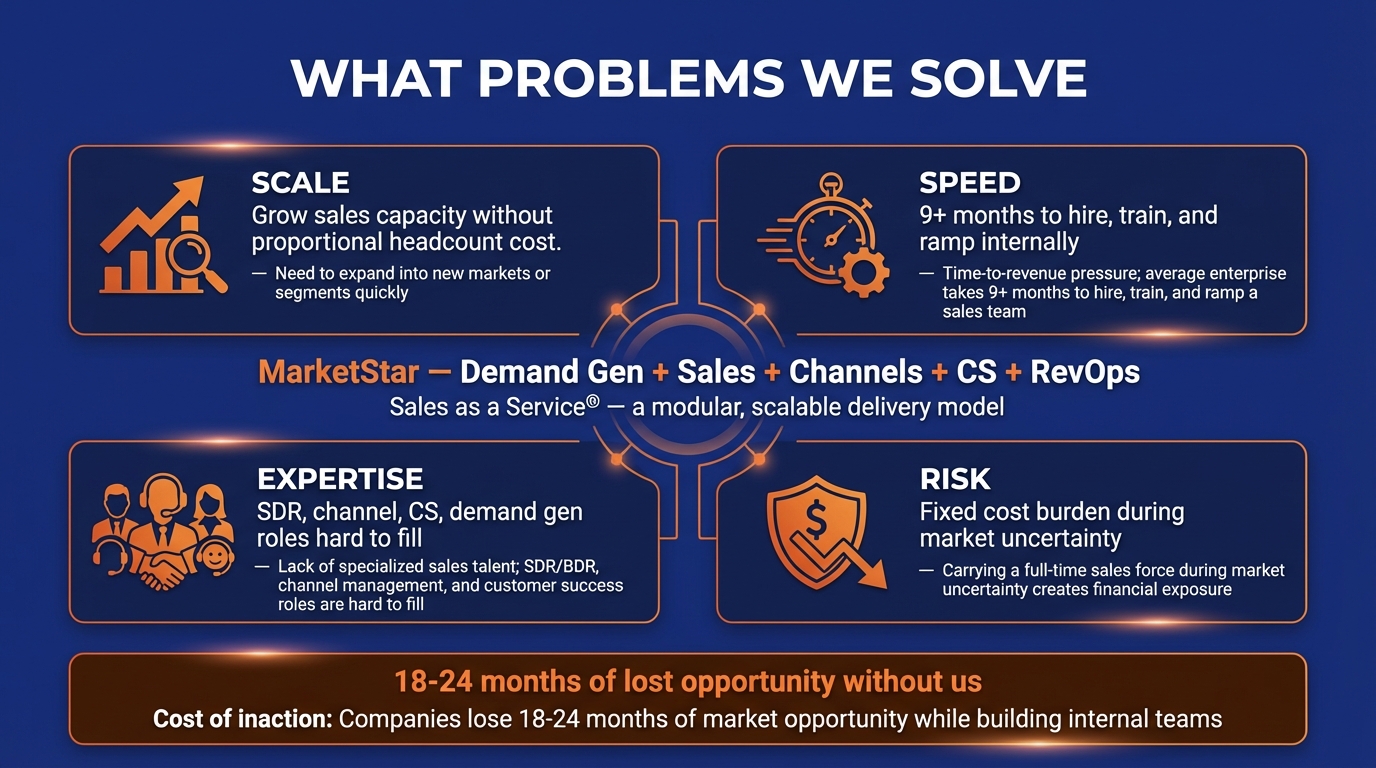 WHAT PROBLEMS WE SOLVE
SCALE
Grow sales capacity without
proportional headcount cost.
— Need to expand into new markets or
segments quickly
SPEED
9+ months to hire, train, and
ramp internally
— Time-to-revenue pressure; average enterprise
takes 9+ months to hire, train, and ramp a
sales team
MarketStar — Demand Gen + Sales + Channels + CS + RevOps
Sales as a Service® — a modular, scalable delivery model
EXPERTISE
SDR, channel, CS, demand gen
roles hard to fill
— Lack of specialized sales talent; SDR/BDR,
channel management, and customer success
roles are hard to fill
RISK
Fixed cost burden during
market uncertainty
— Carrying a full-time sales force during market
uncertainty creates financial exposure
18-24 months of lost opportunity without us
Cost of inaction: Companies lose 18-24 months of market opportunity while building internal teams